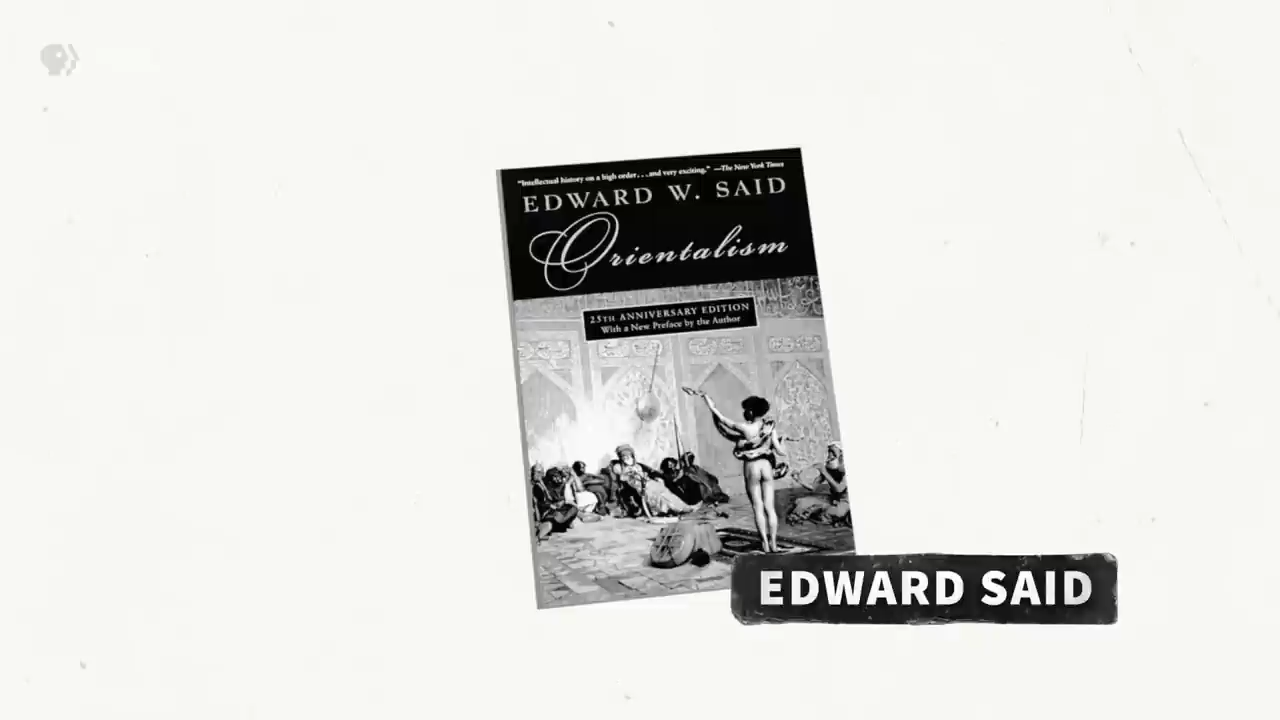 "Intellectual history on a high order...and very exciting." —The New York Times
EDWARD W. SAID
Orientalism
25TH ANNIVERSARY EDITION
With a New Preface by the Author
EDWARD SAID